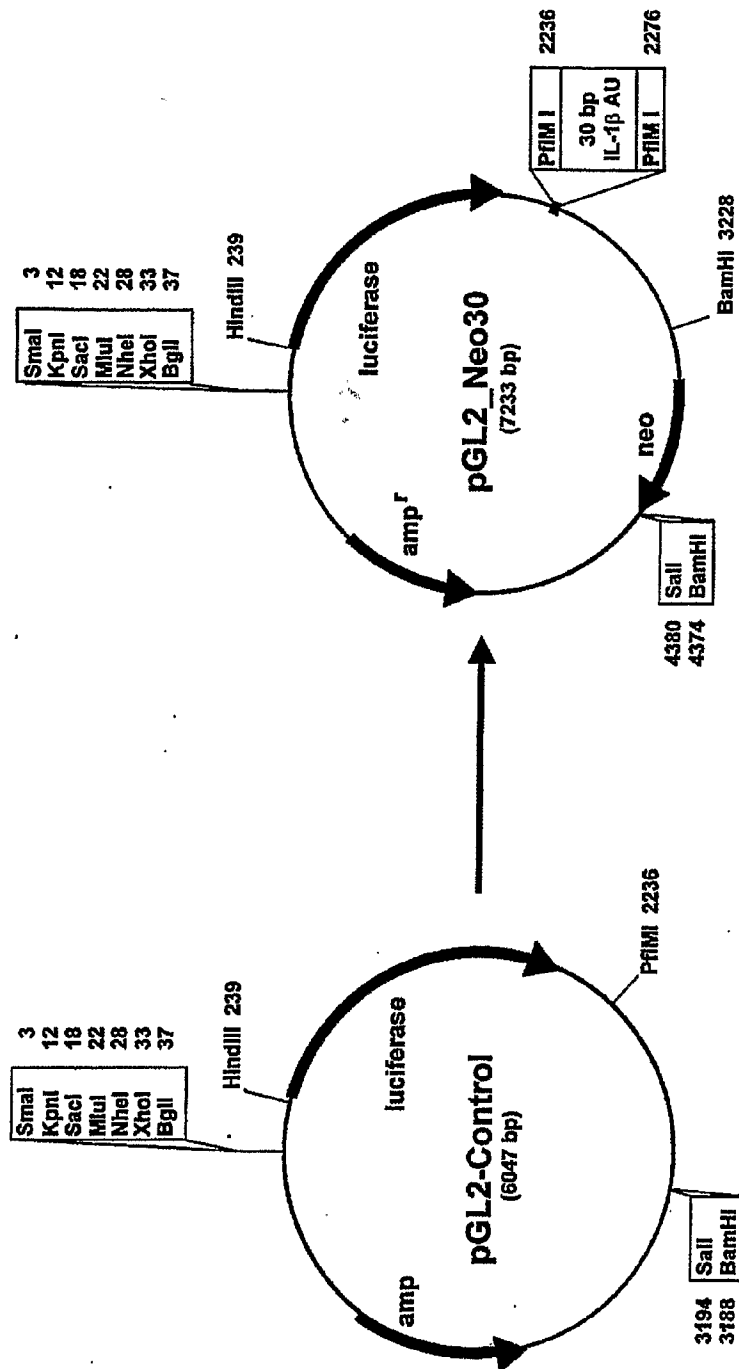 SmaI 3
KpnI 12
SacI 18
MluI 22
NheI 28
XhoI 33
BglI 37
HindIII 239
luciferase
amp
pGL2-Control
(6047 bp)
PflMI 2236
3194 SalI
3188 BamHI
SmaI 3
KpnI 12
SacI 18
MluI 22
NheI 28
XhoI 33
BglI 37
HindIII 239
luciferase
amp r
pGL2_Neo30
(7233 bp)
PflM I 2236
30 bp
IL-1β AU
PflM I 2276
BamHI 3228
neo
4380 SalI
4374 BamHI